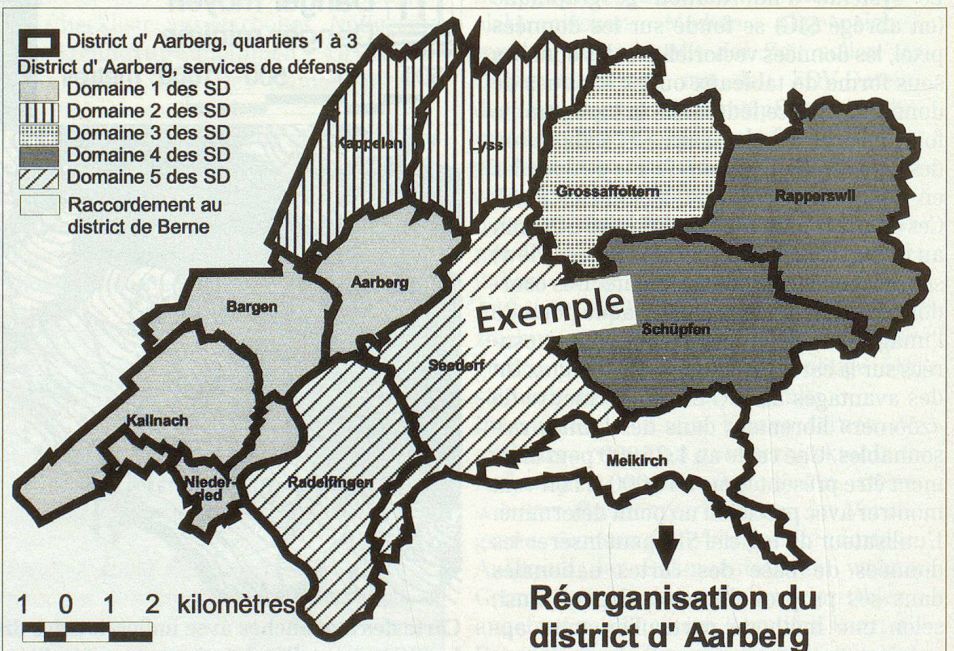 District d' Aarberg, quartiers 1 à 3
District d' Aarberg, services de défense
Domaine 1 des SD
Domaine 2 des SD
Domaine 3 des SD
Domaine 4 des SD
Domaine 5 des SD
Raccordement au
district de Berne
Kappelen
Lyss
Grossaffoltern
Rapperswil
Aarberg
Bargen
Exemple
Schüpfen
Seedorf
Kallnach
Meikirch
Nieder-
ried
Radelfingen
1 0 1 2 kilomètres
Réorganisation du
district d' Aarberg